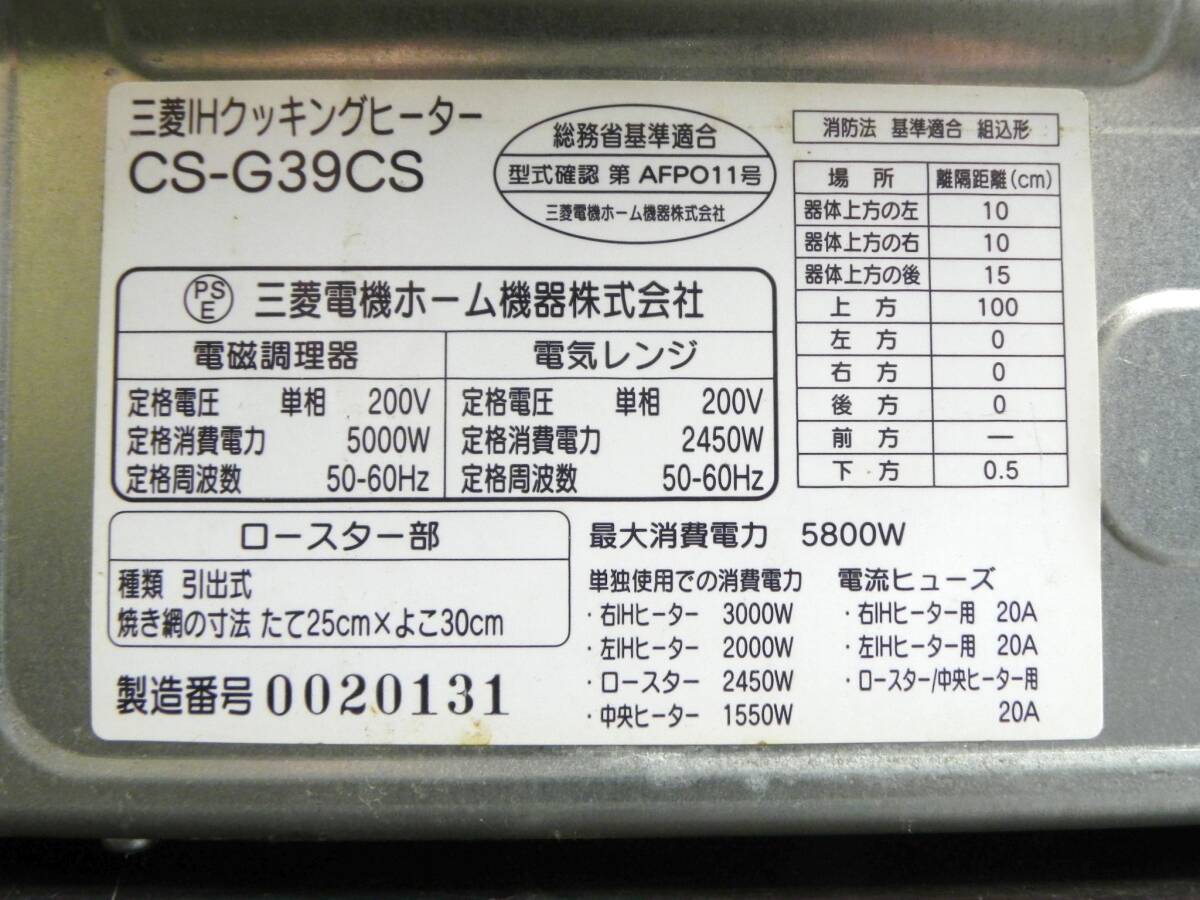 三菱IHクッキングヒーター
CS-G39CS
総務省基準適合
型式確認 第 AFP011号
三菱電機ホーム機器株式会社
PS
E
三菱電機ホーム機器株式会社
電磁調理器
定格電圧 単相 200V
定格消費電力 5000W
定格周波数 50-60Hz
電気レンジ
定格電圧 単相 200V
定格消費電力 2450W
定格周波数 50-60Hz
ロースター部
種類 引出式
焼き網の寸法 たて25cm×よこ30cm
製造番号 0020131
消防法 基準適合 組込形
場所 離隔距離(cm)
器体上方の左 10
器体上方の右 10
器体上方の後 15
上方 100
左方 0
右方 0
後方 0
前方 ―
下方 0.5
最大消費電力 5800W
単独使用での消費電力
・右IHヒーター 3000W
・左IHヒーター 2000W
・ロースター 2450W
・中央ヒーター 1550W
電流ヒューズ
・右IHヒーター用 20A
・左IHヒーター用 20A
・ロースター/中央ヒーター用
20A